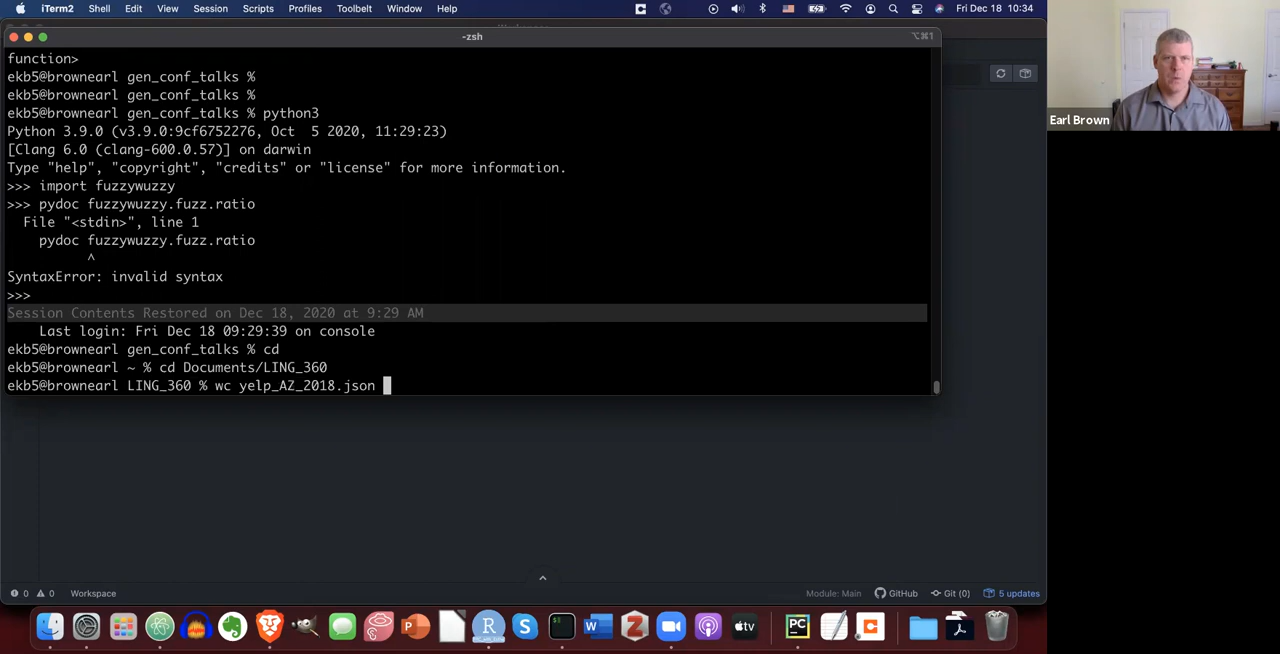 iTerm2 Shell Edit View Session Scripts Profiles Toolbelt Window Help Fri Dec 18 10:34
-zsh
⌥⌘1
function>
ekb5@brownearl gen_conf_talks %
ekb5@brownearl gen_conf_talks %
ekb5@brownearl gen_conf_talks % python3
Python 3.9.0 (v3.9.0:9cf6752276, Oct  5 2020, 11:29:23)
[Clang 6.0 (clang-600.0.57)] on darwin
Type "help", "copyright", "credits" or "license" for more information.
>>> import fuzzywuzzy
>>> pydoc fuzzywuzzy.fuzz.ratio
  File "<stdin>", line 1
    pydoc fuzzywuzzy.fuzz.ratio
          ^
SyntaxError: invalid syntax
>>>
Session Contents Restored on Dec 18, 2020 at 9:29 AM
Last login: Fri Dec 18 09:29:39 on console
ekb5@brownearl gen_conf_talks % cd
ekb5@brownearl ~ % cd Documents/LING_360
ekb5@brownearl LING_360 % wc yelp_AZ_2018.json
Earl Brown
0 0 Workspace Module: Main GitHub Git (0) 5 updates